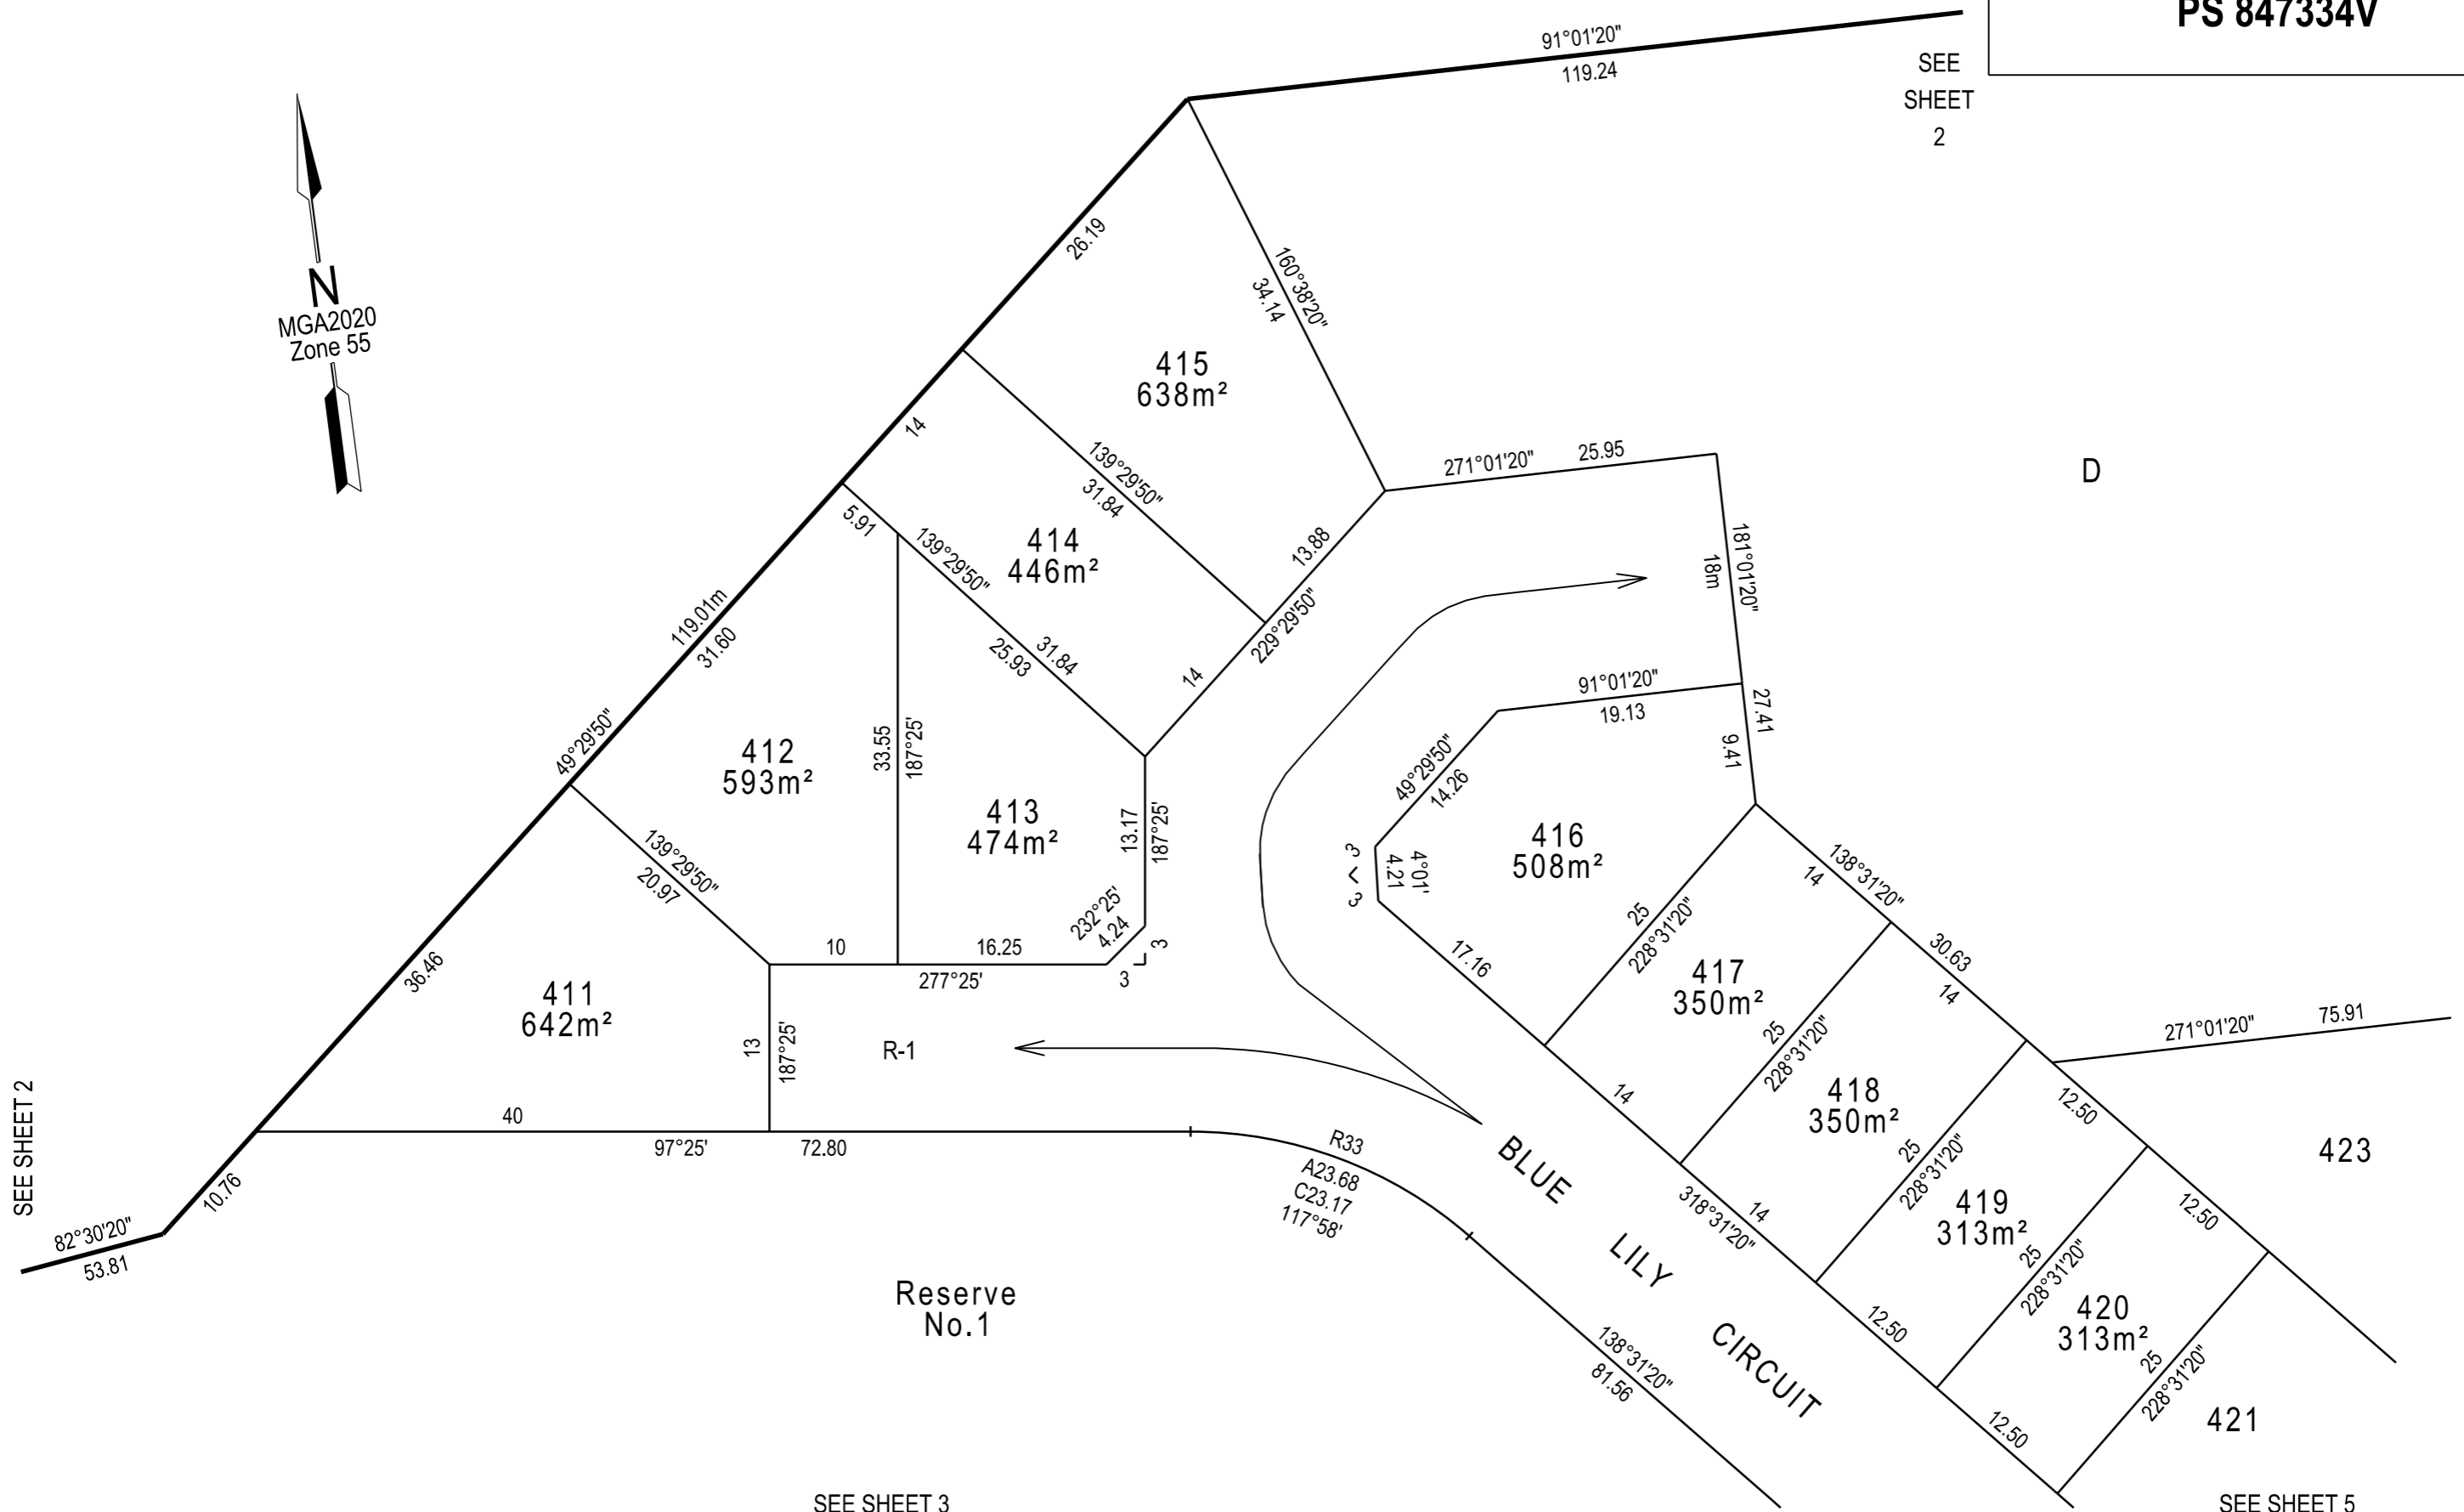 PS 847334V
91°01'20"
119.24
SEE
SHEET
2
N
MGA2020
Zone 55
26.19
160°38'20"
34.14
415
638m²
14
139°29'50"
31.84
271°01'20"
25.95
D
5.91
139°29'50"
414
446m²
13.88
229°29'50"
181°01'20"
18m
119.01m
31.60
25.93
31.84
14
91°01'20"
19.13
27.41
9.41
49°29'50"
412
593m²
33.55
187°25'
413
474m²
13.17
187°25'
49°29'50"
14.26
416
508m²
3
3
4.21
4°01'
139°29'50"
20.97
138°31'20"
14
25
228°31'20"
232°25'
4.24
3
3
10
16.25
277°25'
17.16
30.63
36.46
411
642m²
417
350m²
14
13
187°25'
R-1
25
228°31'20"
271°01'20"
75.91
418
350m²
14
12.50
SEE SHEET 2
40
97°25'
72.80
R33
A23.68
C23.17
117°58'
BLUE
LILY
CIRCUIT
318°31'20"
14
25
228°31'20"
423
10.76
419
313m²
12.50
82°30'20"
53.81
25
228°31'20"
Reserve
No.1
420
313m²
12.50
138°31'20"
81.56
25
228°31'20"
421
12.50
SEE SHEET 3
SEE SHEET 5